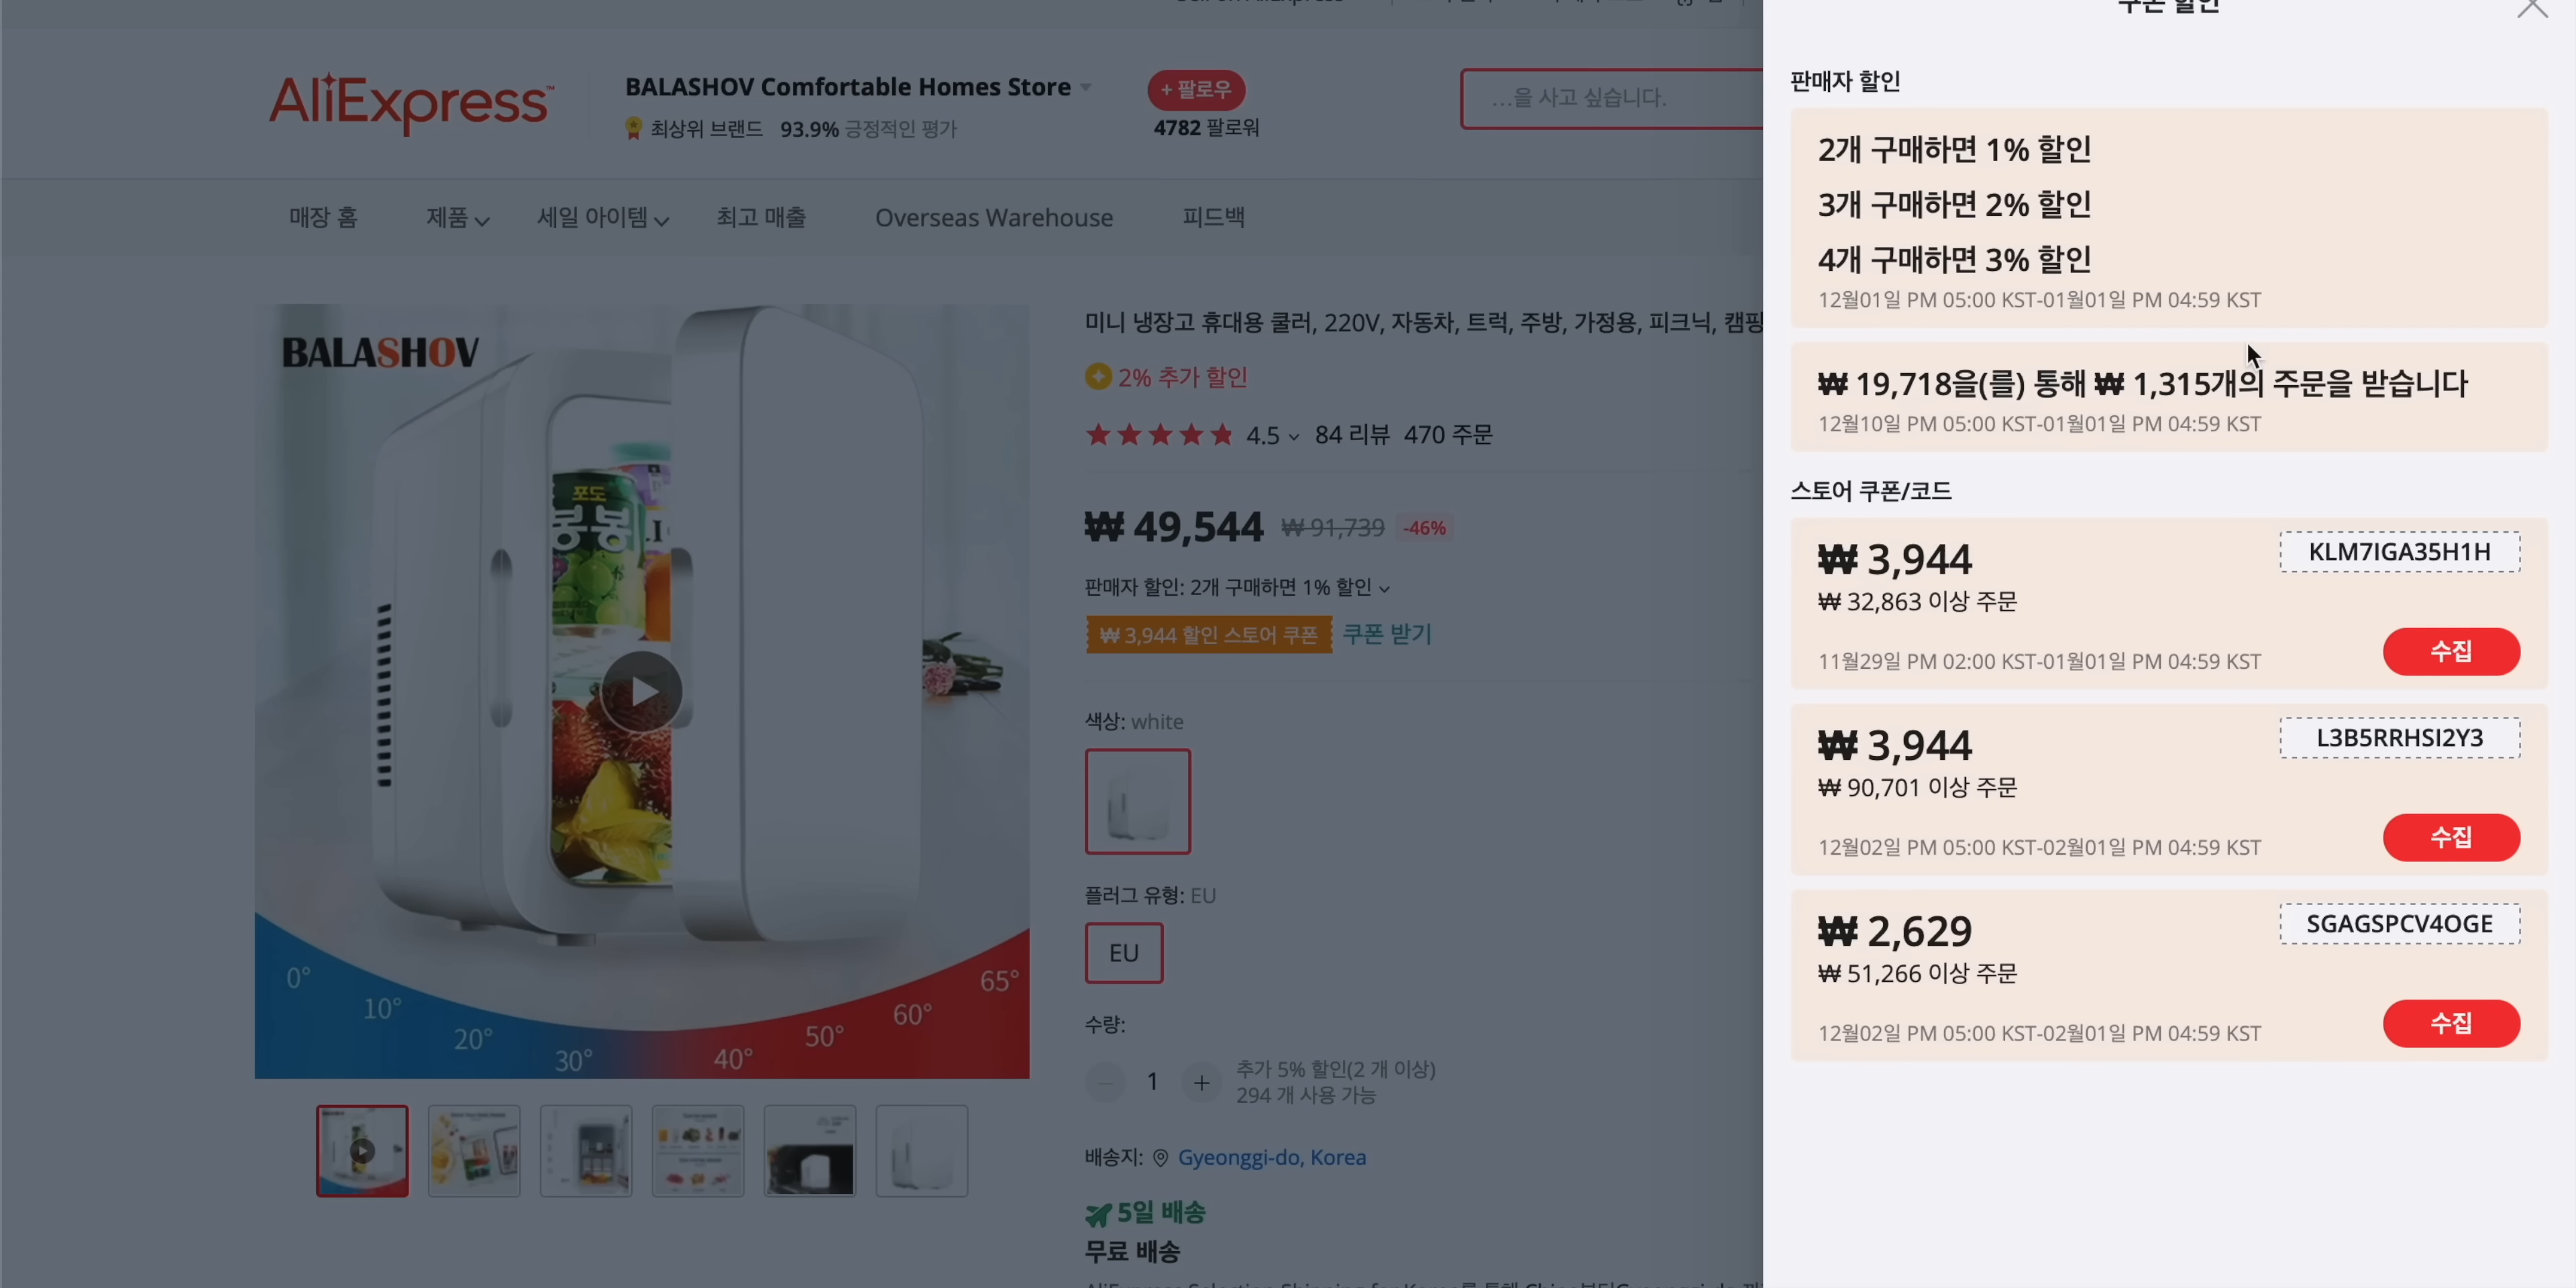 AliExpress
BALASHOV Comfortable Homes Store
+ 팔로우
최상위 브랜드 93.9% 긍정적인 평가
4782 팔로워
...을 사고 싶습니다.
매장 홈 제품 세일 아이템 최고 매출 Overseas Warehouse 피드백
BALASHOV
포도
봉봉
0°
10°
20°
30°
40°
50°
60°
65°
미니 냉장고 휴대용 쿨러, 220V, 자동차, 트럭, 주방, 가정용, 피크닉, 캠핑
2% 추가 할인
4.5 84 리뷰 470 주문
₩ 49,544 ₩ 91,739 -46%
판매자 할인: 2개 구매하면 1% 할인
₩ 3,944 할인 스토어 쿠폰 쿠폰 받기
색상: white
플러그 유형: EU
EU
수량:
1
추가 5% 할인(2 개 이상)
294 개 사용 가능
배송지: Gyeonggi-do, Korea
5일 배송
무료 배송
쿠폰 할인
판매자 할인
2개 구매하면 1% 할인
3개 구매하면 2% 할인
4개 구매하면 3% 할인
12월01일 PM 05:00 KST-01월01일 PM 04:59 KST
₩ 19,718을(를) 통해 ₩ 1,315개의 주문을 받습니다
12월10일 PM 05:00 KST-01월01일 PM 04:59 KST
스토어 쿠폰/코드
₩ 3,944
KLM7IGA35H1H
₩ 32,863 이상 주문
11월29일 PM 02:00 KST-01월01일 PM 04:59 KST
수집
₩ 3,944
L3B5RRHSI2Y3
₩ 90,701 이상 주문
12월02일 PM 05:00 KST-02월01일 PM 04:59 KST
수집
₩ 2,629
SGAGSPCV4OGE
₩ 51,266 이상 주문
12월02일 PM 05:00 KST-02월01일 PM 04:59 KST
수집